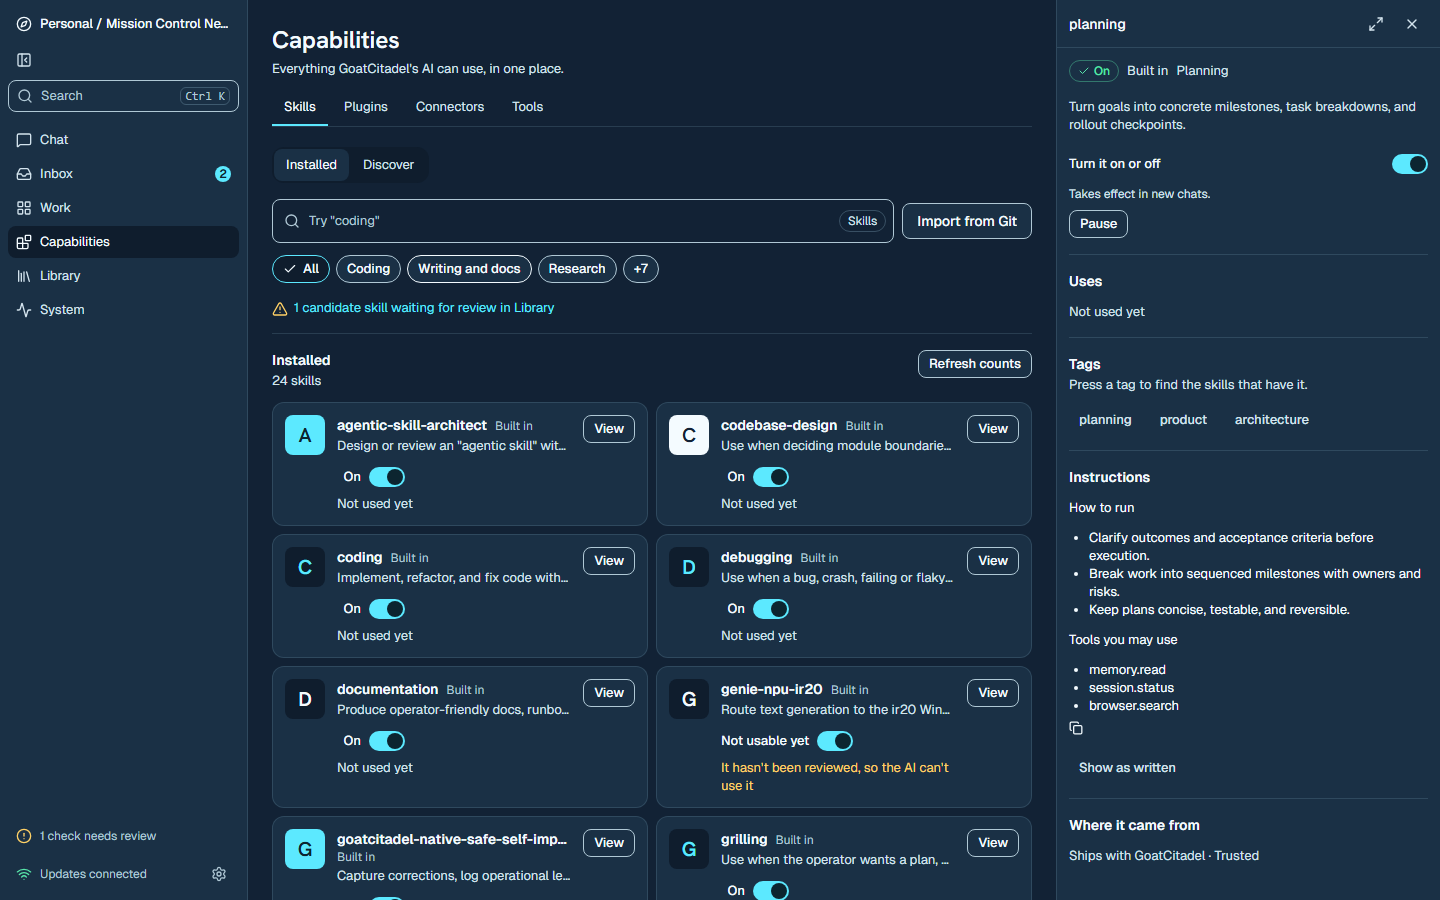 Personal / Mission Control Ne...
Search
Ctrl K
Chat
Inbox
2
Work
Capabilities
Library
System
1 check needs review
Updates connected
Capabilities
Everything GoatCitadel's AI can use, in one place.
Skills
Plugins
Connectors
Tools
Installed
Discover
Try "coding"
Skills
Import from Git
All
Coding
Writing and docs
Research
+7
1 candidate skill waiting for review in Library
Installed
24 skills
Refresh counts
A
agentic-skill-architect Built in
Design or review an "agentic skill" wit...
On
Not used yet
View
C
codebase-design Built in
Use when deciding module boundarie...
On
Not used yet
View
C
coding Built in
Implement, refactor, and fix code with...
On
Not used yet
View
D
debugging Built in
Use when a bug, crash, failing or flaky...
On
Not used yet
View
D
documentation Built in
Produce operator-friendly docs, runbo...
On
Not used yet
View
G
genie-npu-ir20 Built in
Route text generation to the ir20 Win...
Not usable yet
It hasn't been reviewed, so the AI can't
use it
View
G
goatcitadel-native-safe-self-imp...
Built in
Capture corrections, log operational le...
View
G
grilling Built in
Use when the operator wants a plan, ...
On
View
planning
On
Built in
Planning
Turn goals into concrete milestones, task breakdowns, and
rollout checkpoints.
Turn it on or off
Takes effect in new chats.
Pause
Uses
Not used yet
Tags
Press a tag to find the skills that have it.
planning
product
architecture
Instructions
How to run
• Clarify outcomes and acceptance criteria before
execution.
• Break work into sequenced milestones with owners and
risks.
• Keep plans concise, testable, and reversible.
Tools you may use
• memory.read
• session.status
• browser.search
Show as written
Where it came from
Ships with GoatCitadel · Trusted